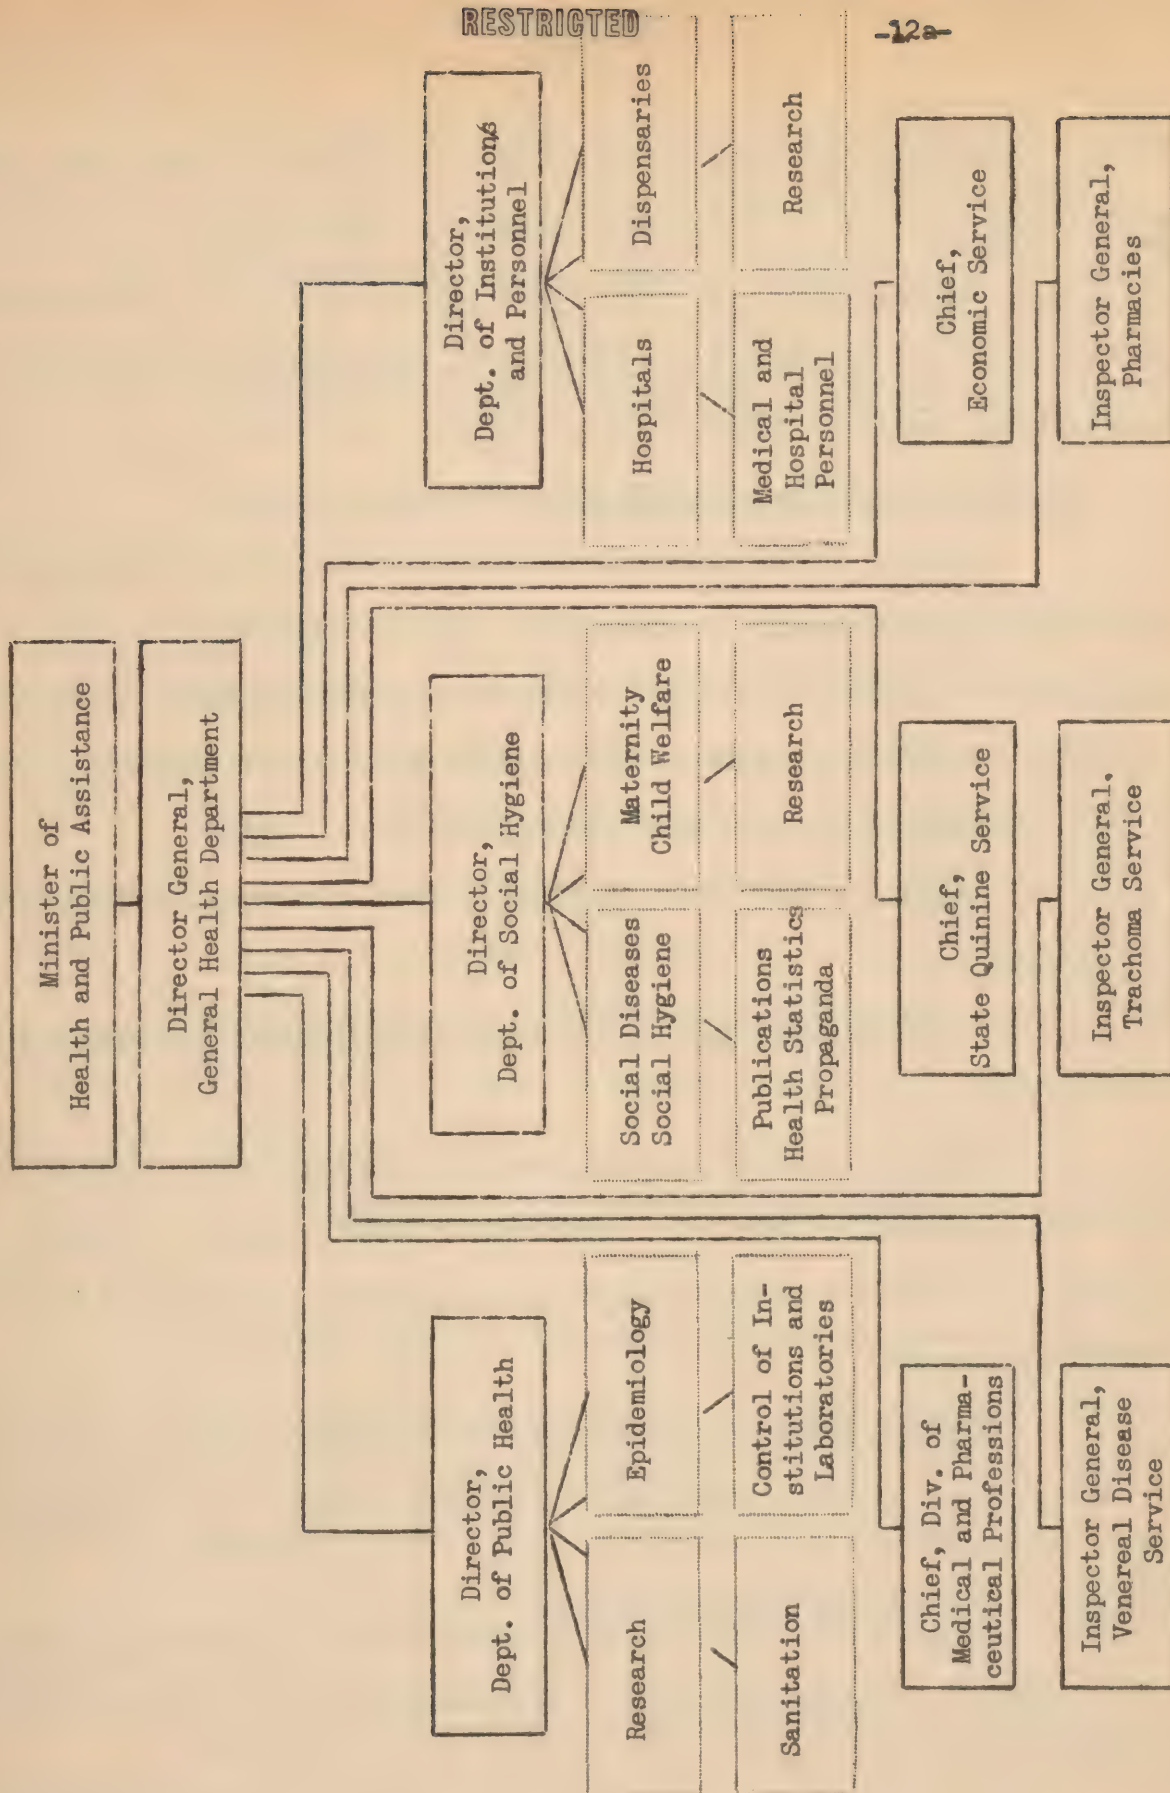 RESTRICTED
-12a-
Minister of
Health and Public Assistance
Director General,
General Health Department
Director,
Dept. of Public Health
Research
Epidemiology
Sanitation
Control of In-
stitutions and
Laboratories
Director,
Dept. of Social Hygiene
Social Diseases
Social Hygiene
Maternity
Child Welfare
Publications
Health Statistics
Propaganda
Research
Director,
Dept. of Institutions
and Personnel
Hospitals
Dispensaries
Medical and
Hospital
Personnel
Research
Chief, Div. of
Medical and Pharma-
ceutical Professions
Chief,
State Quinine Service
Chief,
Economic Service
Inspector General,
Venereal Disease
Service
Inspector General,
Trachoma Service
Inspector General,
Pharmacies